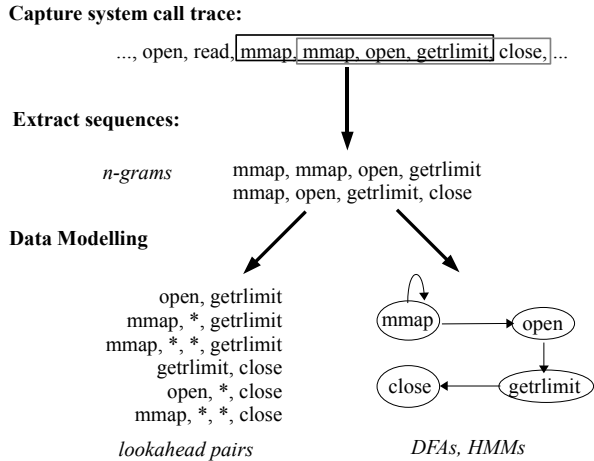 Capture system call trace:
..., open, read, mmap, mmap, open, getrlimit, close, ...
Extract sequences:
n-grams
mmap, mmap, open, getrlimit
mmap, open, getrlimit, close
Data Modelling
open, getrlimit
mmap, *, getrlimit
mmap, *, *, getrlimit
getrlimit, close
open, *, close
mmap, *, *, close
lookahead pairs
mmap
open
close
getrlimit
DFAs, HMMs